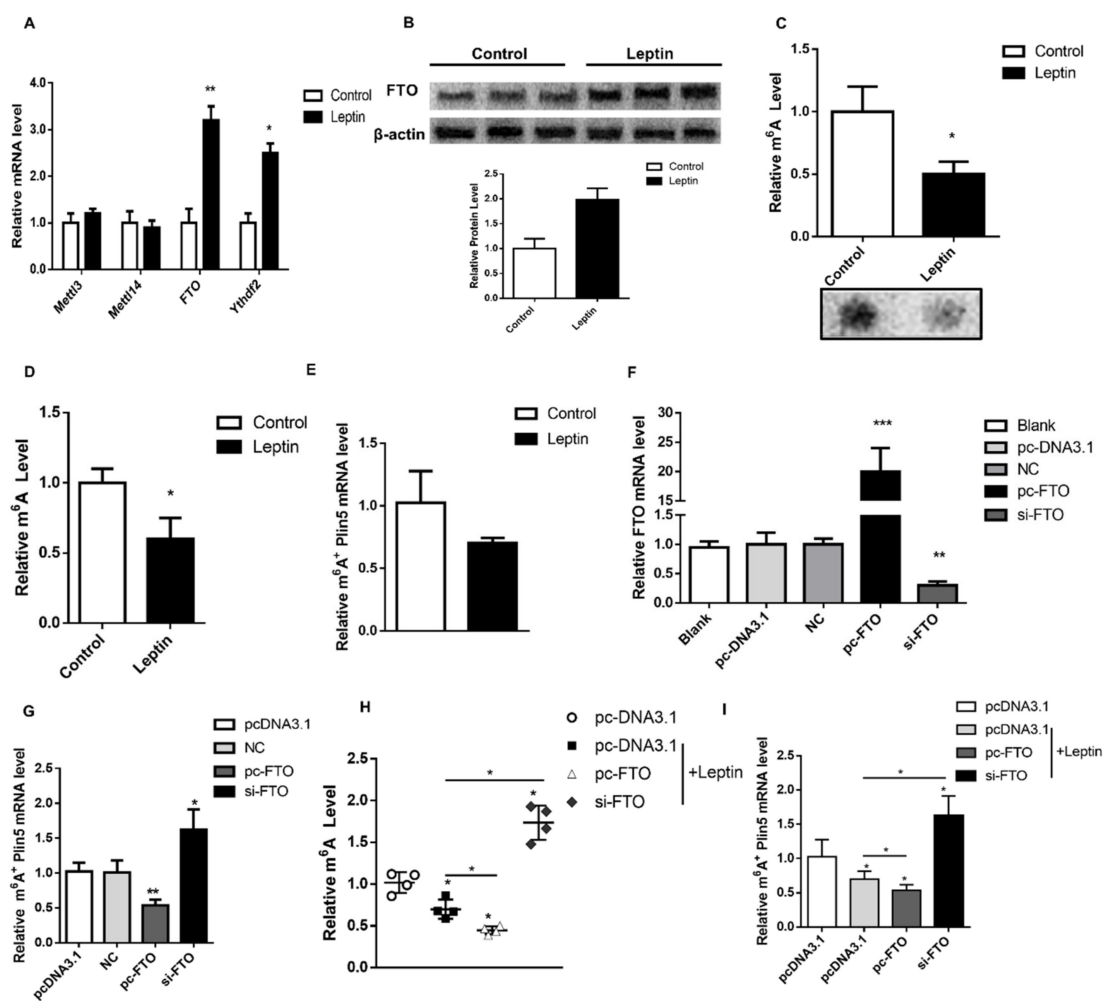 A
Relative mRNA level
4.0
3.0
2.0
1.0
0.0
Control
Leptin
**
*
Mettl3
Mettl14
FTO
Ythdf2
B
Control
Leptin
FTO
β-actin
Relative Protein Level
2.5
2.0
1.5
1.0
0.5
0.0
Control
Leptin
Control
Leptin
C
Relative m6A Level
1.5
1.0
0.5
0.0
Control
Leptin
*
Control
Leptin
D
Relative m6A Level
1.5
1.0
0.5
0.0
Control
Leptin
*
Control
Leptin
E
Relative m6A+ Plin5 mRNA level
1.5
1.0
0.5
0.0
Control
Leptin
F
Relative FTO mRNA level
30
25
20
15
10
1.5
1.0
0.5
0.0
***
**
Blank
pc-DNA3.1
NC
pc-FTO
si-FTO
Blank
pc-DNA3.1
NC
pc-FTO
si-FTO
G
Relative m6A+ Plin5 mRNA level
2.5
2.0
1.5
1.0
0.5
0.0
pcDNA3.1
NC
pc-FTO
si-FTO
**
*
pcDNA3.1
NC
pc-FTO
si-FTO
H
Relative m6A Level
2.5
2.0
1.5
1.0
0.5
0.0
pc-DNA3.1
pc-DNA3.1
pc-FTO
si-FTO
+Leptin
*
*
*
*
*
I
Relative m6A+ Plin5 mRNA level
2.5
2.0
1.5
1.0
0.5
0.0
pcDNA3.1
pcDNA3.1
pc-FTO
si-FTO
+Leptin
*
*
*
*
*
pcDNA3.1
pcDNA3.1
pc-FTO
si-FTO